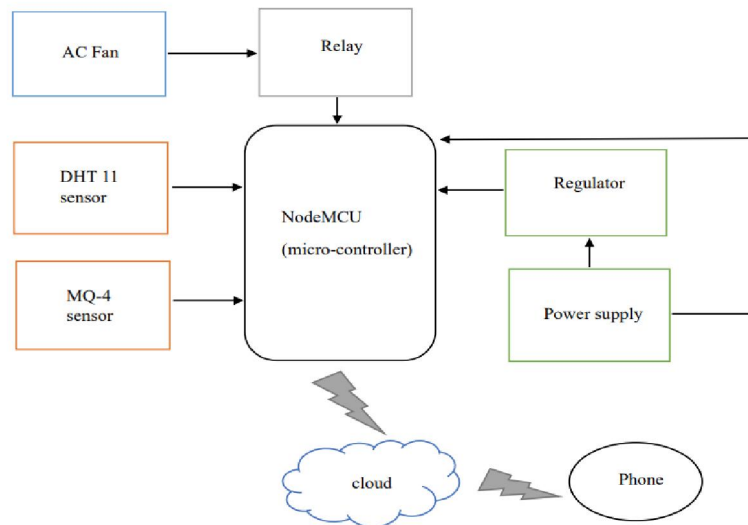 AC Fan
Relay
DHT 11
sensor
NodeMCU
(micro-controller)
Regulator
MQ-4
sensor
Power supply
cloud
Phone